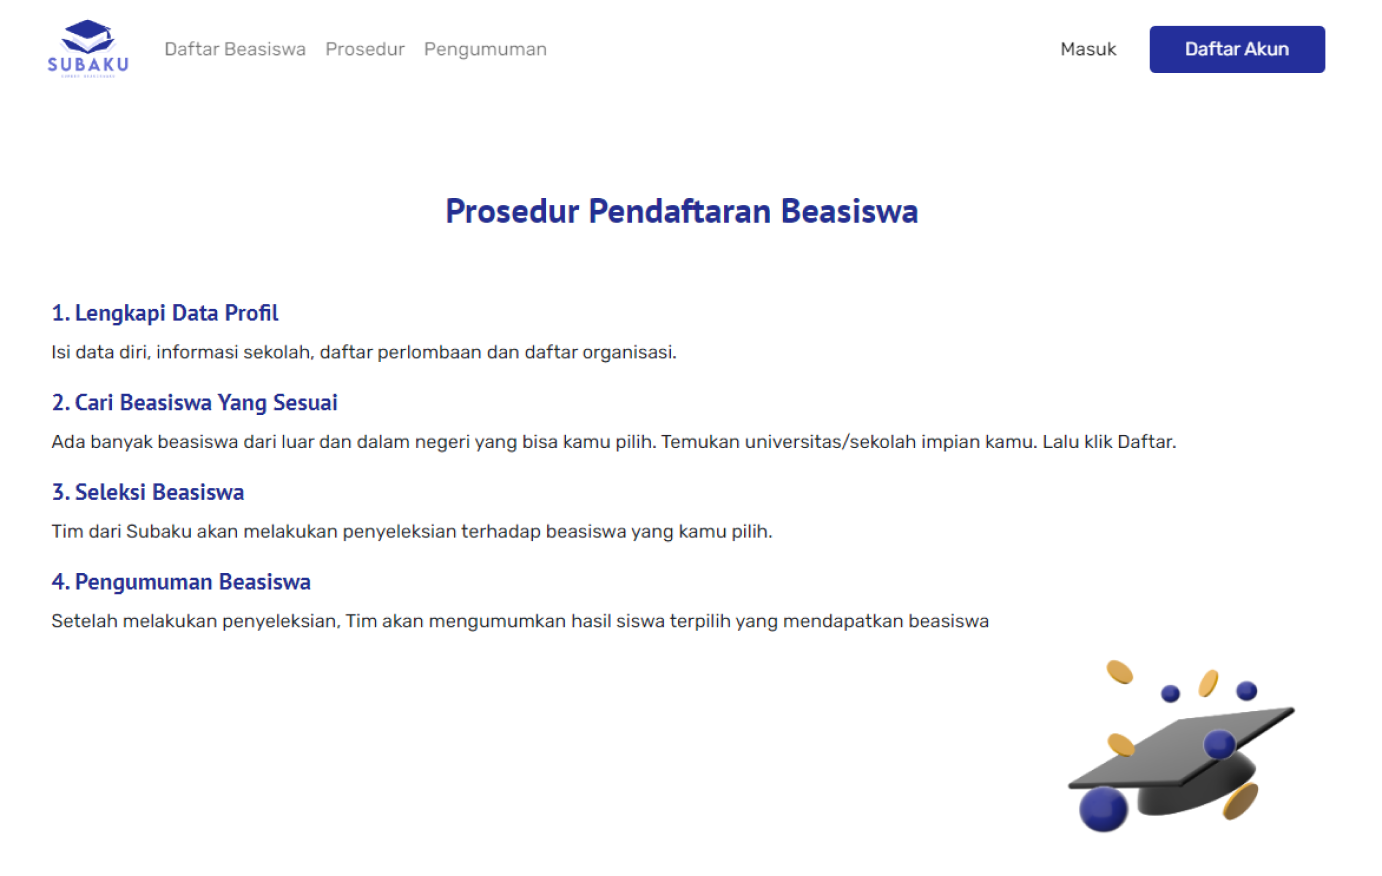 Daftar Beasiswa Prosedur Pengumuman Masuk Daftar Akun
SUBAKU
Prosedur Pendaftaran Beasiswa
1. Lengkapi Data Profil
Isi data diri, informasi sekolah, daftar perlombaan dan daftar organisasi.
2. Cari Beasiswa Yang Sesuai
Ada banyak beasiswa dari luar dan dalam negeri yang bisa kamu pilih. Temukan universitas/sekolah impian kamu. Lalu klik Daftar.
3. Seleksi Beasiswa
Tim dari Subaku akan melakukan penyeleksian terhadap beasiswa yang kamu pilih.
4. Pengumuman Beasiswa
Setelah melakukan penyeleksian, Tim akan mengumumkan hasil siswa terpilih yang mendapatkan beasiswa